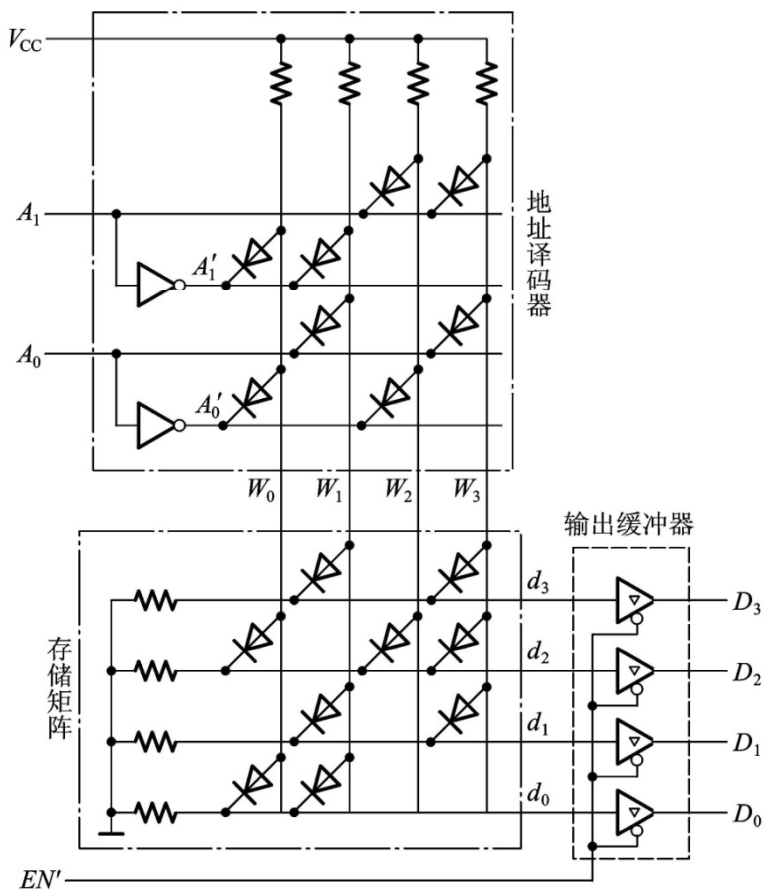 V_CC
A_1
A_1′
地址译码器
A_0
A_0′
W_0 W_1 W_2 W_3
输出缓冲器
存储矩阵
d_3 D_3
d_2 D_2
d_1 D_1
d_0 D_0
EN′